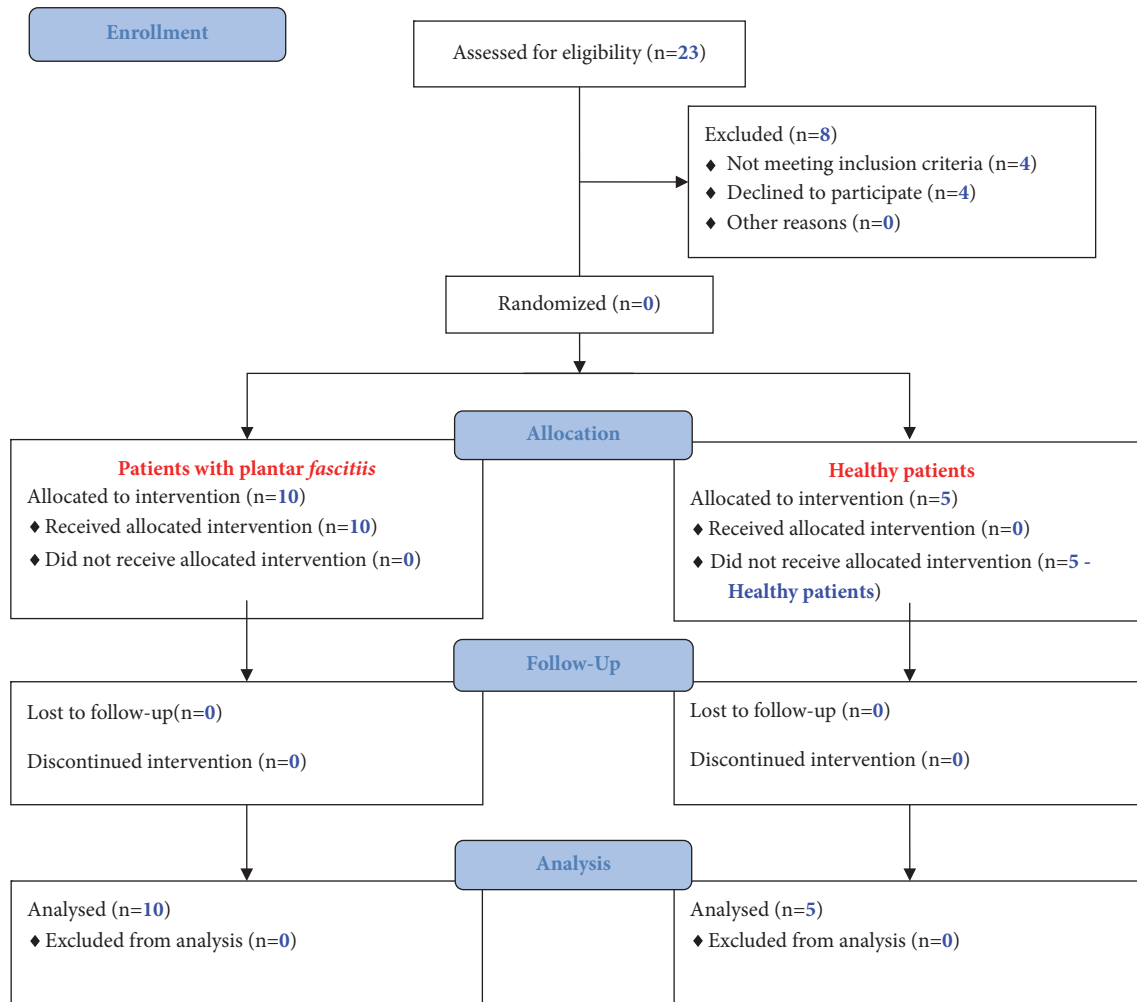 Enrollment
Assessed for eligibility (n=23)
Excluded (n=8)
♦ Not meeting inclusion criteria (n=4)
♦ Declined to participate (n=4)
♦ Other reasons (n=0)
Randomized (n=0)
Allocation
Patients with plantar fascitiis
Allocated to intervention (n=10)
♦ Received allocated intervention (n=10)
♦ Did not receive allocated intervention (n=0)
Healthy patients
Allocated to intervention (n=5)
♦ Received allocated intervention (n=0)
♦ Did not receive allocated intervention (n=5 -
Healthy patients)
Follow-Up
Lost to follow-up(n=0)
Discontinued intervention (n=0)
Lost to follow-up (n=0)
Discontinued intervention (n=0)
Analysis
Analysed (n=10)
♦ Excluded from analysis (n=0)
Analysed (n=5)
♦ Excluded from analysis (n=0)